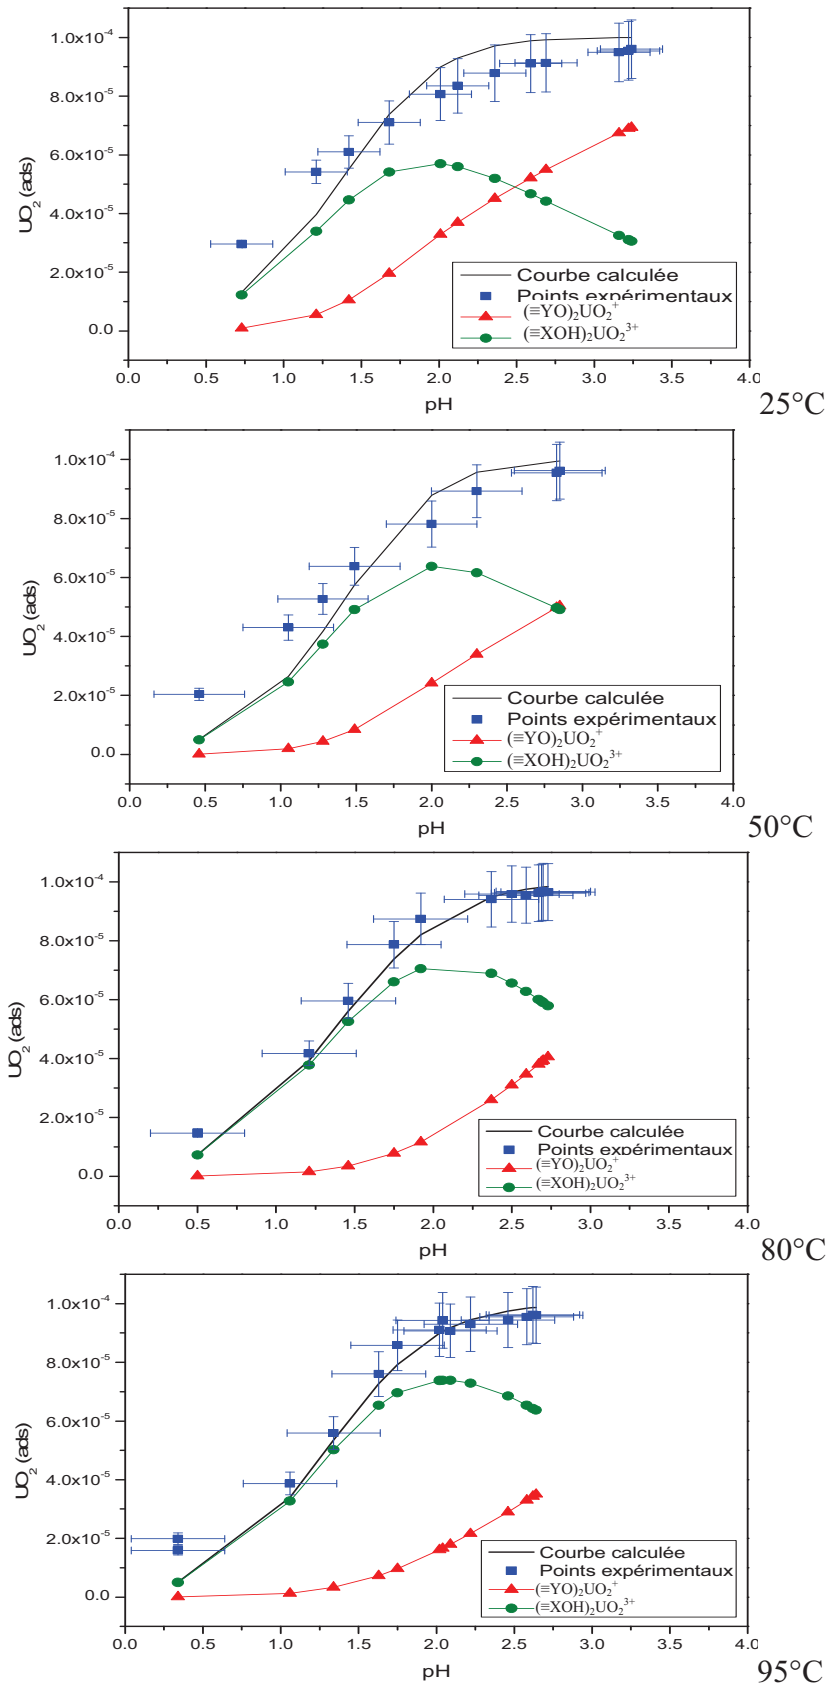 1.0x10⁻⁴
8.0x10⁻⁵
6.0x10⁻⁵
4.0x10⁻⁵
2.0x10⁻⁵
0.0
UO₂ (ads)
Courbe calculée
Points expérimentaux
(≡YO)₂UO₂⁺
(≡XOH)₂UO₂³⁺
0.0 0.5 1.0 1.5 2.0 2.5 3.0 3.5 4.0
pH
25°C
1.0x10⁻⁴
8.0x10⁻⁵
6.0x10⁻⁵
4.0x10⁻⁵
2.0x10⁻⁵
0.0
UO₂ (ads)
Courbe calculée
Points expérimentaux
(≡YO)₂UO₂⁺
(≡XOH)₂UO₂³⁺
0.0 0.5 1.0 1.5 2.0 2.5 3.0 3.5 4.0
pH
50°C
1.0x10⁻⁴
8.0x10⁻⁵
6.0x10⁻⁵
4.0x10⁻⁵
2.0x10⁻⁵
0.0
UO₂ (ads)
Courbe calculée
Points expérimentaux
(≡YO)₂UO₂⁺
(≡XOH)₂UO₂³⁺
0.0 0.5 1.0 1.5 2.0 2.5 3.0 3.5 4.0
pH
80°C
1.0x10⁻⁴
8.0x10⁻⁵
6.0x10⁻⁵
4.0x10⁻⁵
2.0x10⁻⁵
0.0
UO₂ (ads)
Courbe calculée
Points expérimentaux
(≡YO)₂UO₂⁺
(≡XOH)₂UO₂³⁺
0.0 0.5 1.0 1.5 2.0 2.5 3.0 3.5 4.0
pH
95°C